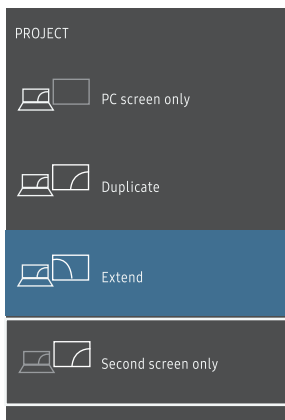 PROJECT
PC screen only
Duplicate
Extend
Second screen only